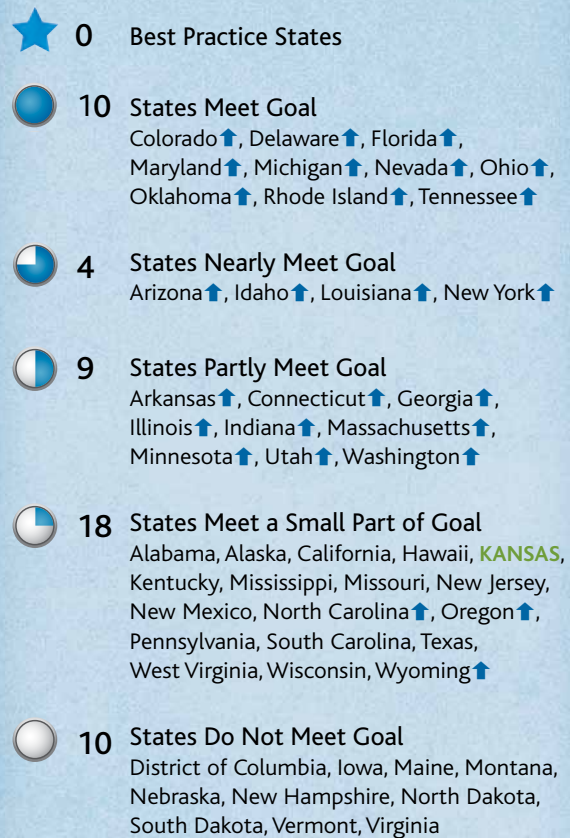 0 Best Practice States
10 States Meet Goal
Colorado⬆, Delaware⬆, Florida⬆,
Maryland⬆, Michigan⬆, Nevada⬆, Ohio⬆,
Oklahoma⬆, Rhode Island⬆, Tennessee⬆
4 States Nearly Meet Goal
Arizona⬆, Idaho⬆, Louisiana⬆, New York⬆
9 States Partly Meet Goal
Arkansas⬆, Connecticut⬆, Georgia⬆,
Illinois⬆, Indiana⬆, Massachusetts⬆,
Minnesota⬆, Utah⬆, Washington⬆
18 States Meet a Small Part of Goal
Alabama, Alaska, California, Hawaii, KANSAS,
Kentucky, Mississippi, Missouri, New Jersey,
New Mexico, North Carolina⬆, Oregon⬆,
Pennsylvania, South Carolina, Texas,
West Virginia, Wisconsin, Wyoming⬆
10 States Do Not Meet Goal
District of Columbia, Iowa, Maine, Montana,
Nebraska, New Hampshire, North Dakota,
South Dakota, Vermont, Virginia